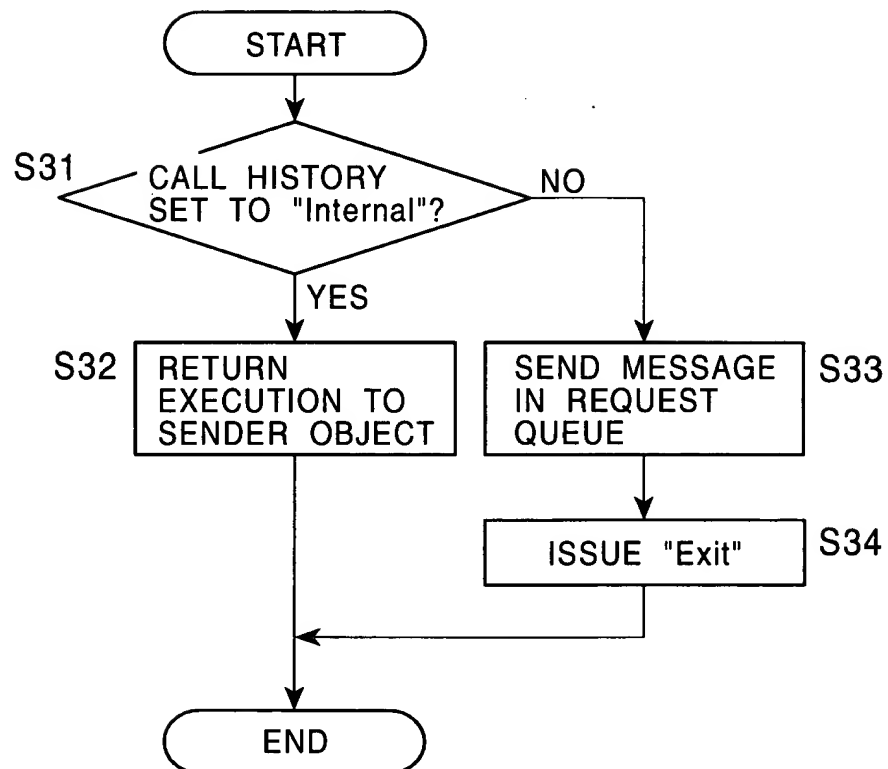 START
S31
CALL HISTORY
SET TO "Internal"?
NO
YES
S32
RETURN
EXECUTION TO
SENDER OBJECT
SEND MESSAGE
IN REQUEST
QUEUE
S33
ISSUE "Exit"
S34
END